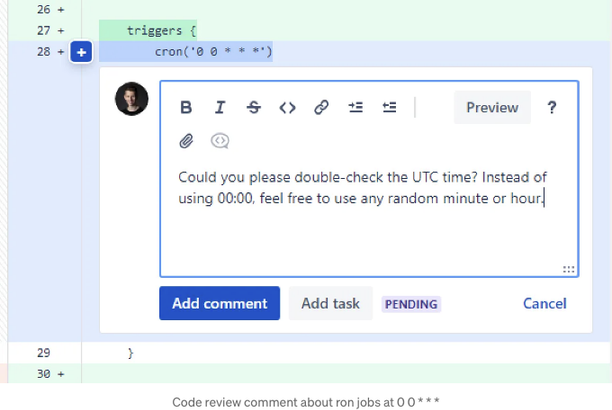 26 +
27 + triggers {
28 + + cron('0 0 * * *')
B I S <> Preview ?
Could you please double-check the UTC time? Instead of
using 00:00, feel free to use any random minute or hour.
Add comment Add task PENDING Cancel
29 }
30 +
Code review comment about ron jobs at 0 0 * * *